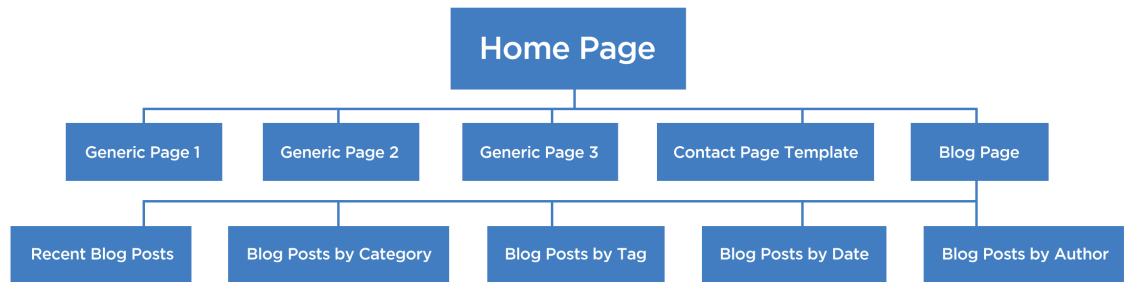 Home Page
Generic Page 1
Generic Page 2
Generic Page 3
Contact Page Template
Blog Page
Recent Blog Posts
Blog Posts by Category
Blog Posts by Tag
Blog Posts by Date
Blog Posts by Author